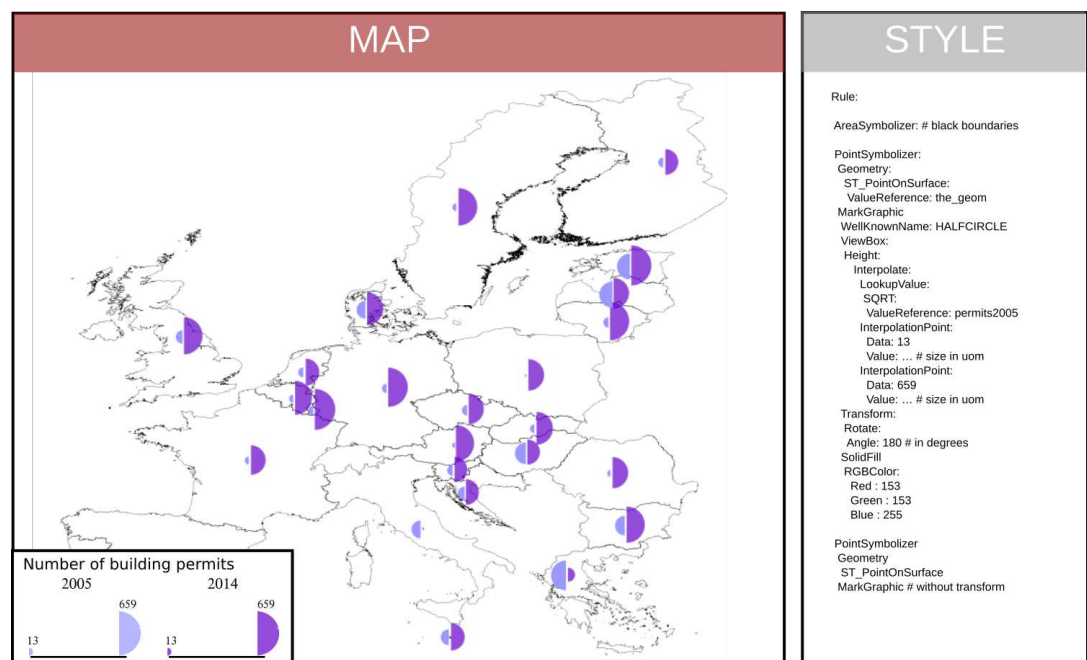 MAP
Number of building permits
2005 2014
659 659
13 13
STYLE
Rule:
AreaSymbolizer: # black boundaries
PointSymbolizer:
Geometry:
ST_PointOnSurface:
ValueReference: the_geom
MarkGraphic
WellKnownName: HALFCIRCLE
ViewBox:
Height:
Interpolate:
LookupValue:
SQRT:
ValueReference: permits2005
InterpolationPoint:
Data: 13
Value: ... # size in uom
InterpolationPoint:
Data: 659
Value: ... # size in uom
Transform:
Rotate:
Angle: 180 # in degrees
SolidFill
RGBColor:
Red : 153
Green : 153
Blue : 255
PointSymbolizer
Geometry
ST_PointOnSurface
MarkGraphic # without transform